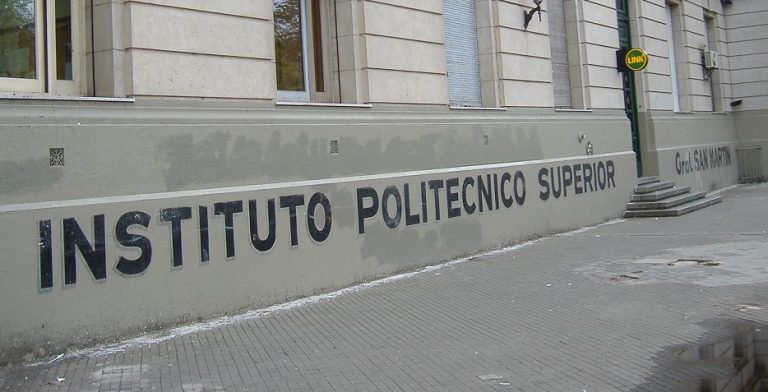 INSTITUTO POLITECNICO SUPERIOR
Gral. SAN MARTIN
LINK